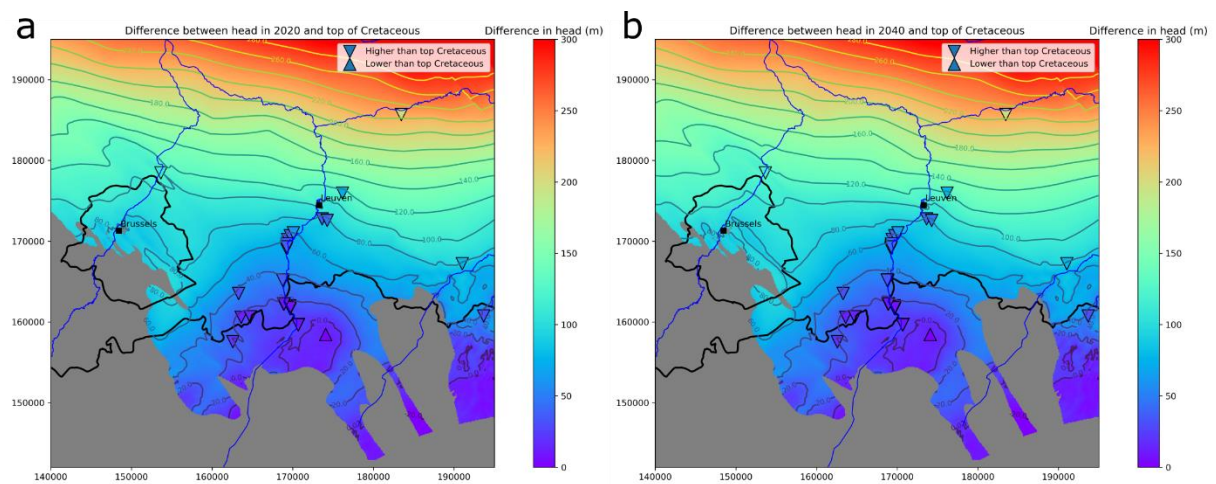 a
Difference between head in 2020 and top of Cretaceous
Difference in head (m)
Higher than top Cretaceous
Lower than top Cretaceous
Brussels
Leuven
180.0
160.0
140.0
120.0
100.0
190000
180000
170000
160000
150000
140000 150000 160000 170000 180000 190000
300
250
200
150
100
50
0
b
Difference between head in 2040 and top of Cretaceous
Difference in head (m)
Higher than top Cretaceous
Lower than top Cretaceous
Brussels
Leuven
180.0
160.0
140.0
120.0
100.0
190000
180000
170000
160000
150000
140000 150000 160000 170000 180000 190000
300
250
200
150
100
50
0